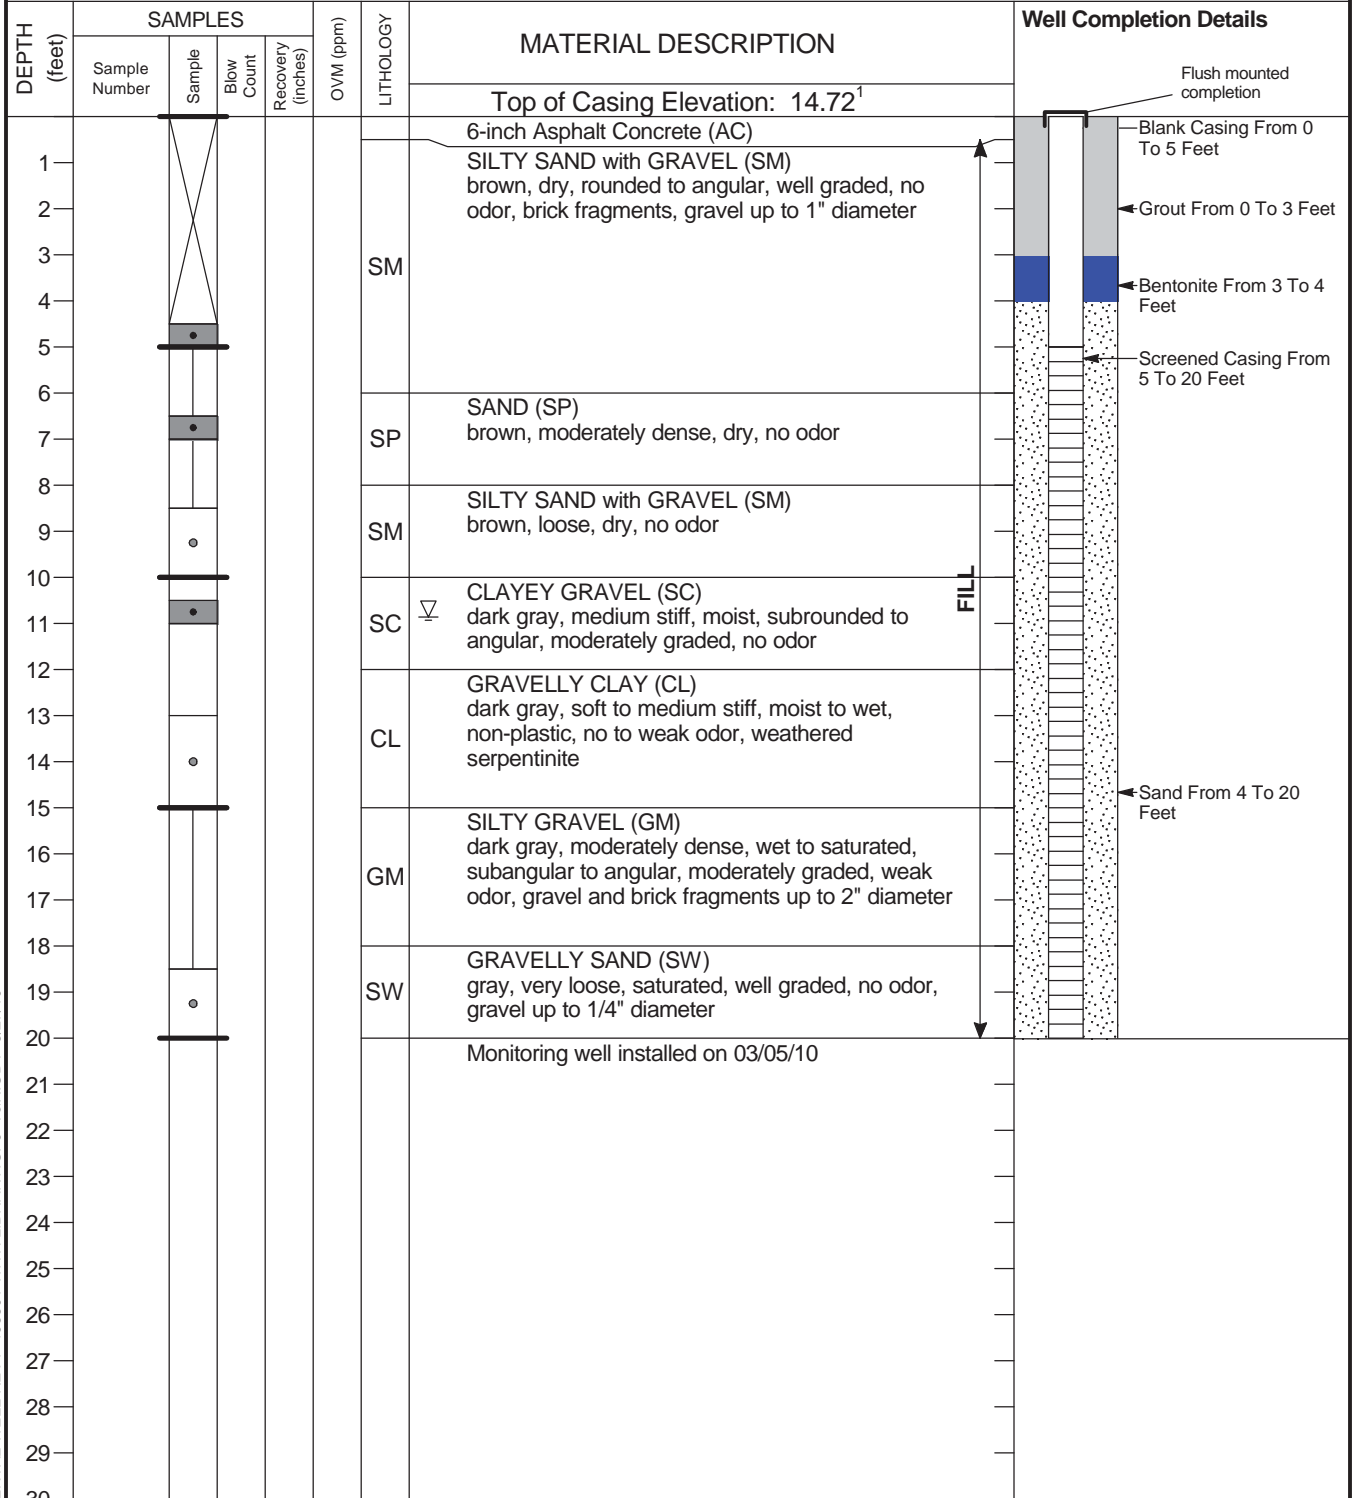 DEPTH
(feet)
SAMPLES
Sample
Number
Sample
Blow
Count
Recovery
(inches)
OVM (ppm)
LITHOLOGY
MATERIAL DESCRIPTION
Top of Casing Elevation: 14.72¹
Well Completion Details
Flush mounted
completion
6-inch Asphalt Concrete (AC)
SILTY SAND with GRAVEL (SM)
brown, dry, rounded to angular, well graded, no
odor, brick fragments, gravel up to 1" diameter
SM
SAND (SP)
brown, moderately dense, dry, no odor
SP
SILTY SAND with GRAVEL (SM)
brown, loose, dry, no odor
SM
CLAYEY GRAVEL (SC)
dark gray, medium stiff, moist, subrounded to
angular, moderately graded, no odor
SC
GRAVELLY CLAY (CL)
dark gray, soft to medium stiff, moist to wet,
non-plastic, no to weak odor, weathered
serpentinite
CL
SILTY GRAVEL (GM)
dark gray, moderately dense, wet to saturated,
subangular to angular, moderately graded, weak
odor, gravel and brick fragments up to 2" diameter
GM
GRAVELLY SAND (SW)
gray, very loose, saturated, well graded, no odor,
gravel up to 1/4" diameter
SW
Monitoring well installed on 03/05/10
FILL
Blank Casing From 0
To 5 Feet
Grout From 0 To 3 Feet
Bentonite From 3 To 4
Feet
Screened Casing From
5 To 20 Feet
Sand From 4 To 20
Feet
1
2
3
4
5
6
7
8
9
10
11
12
13
14
15
16
17
18
19
20
21
22
23
24
25
26
27
28
29
30